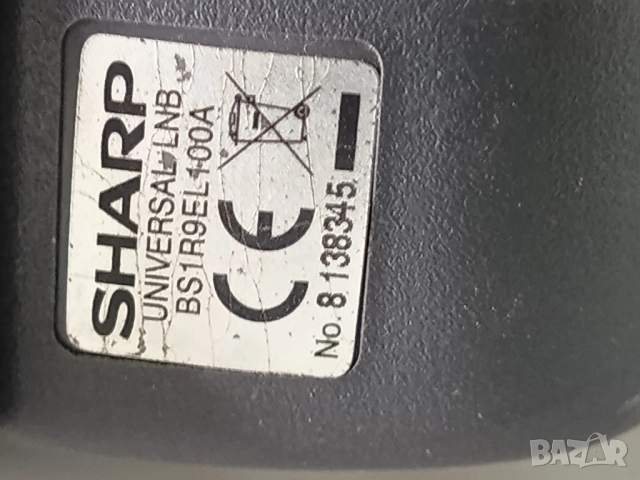 SHARP
UNIVERSAL LNB
BS1R9EL100A
CE
No. 8 138345
BAZAR